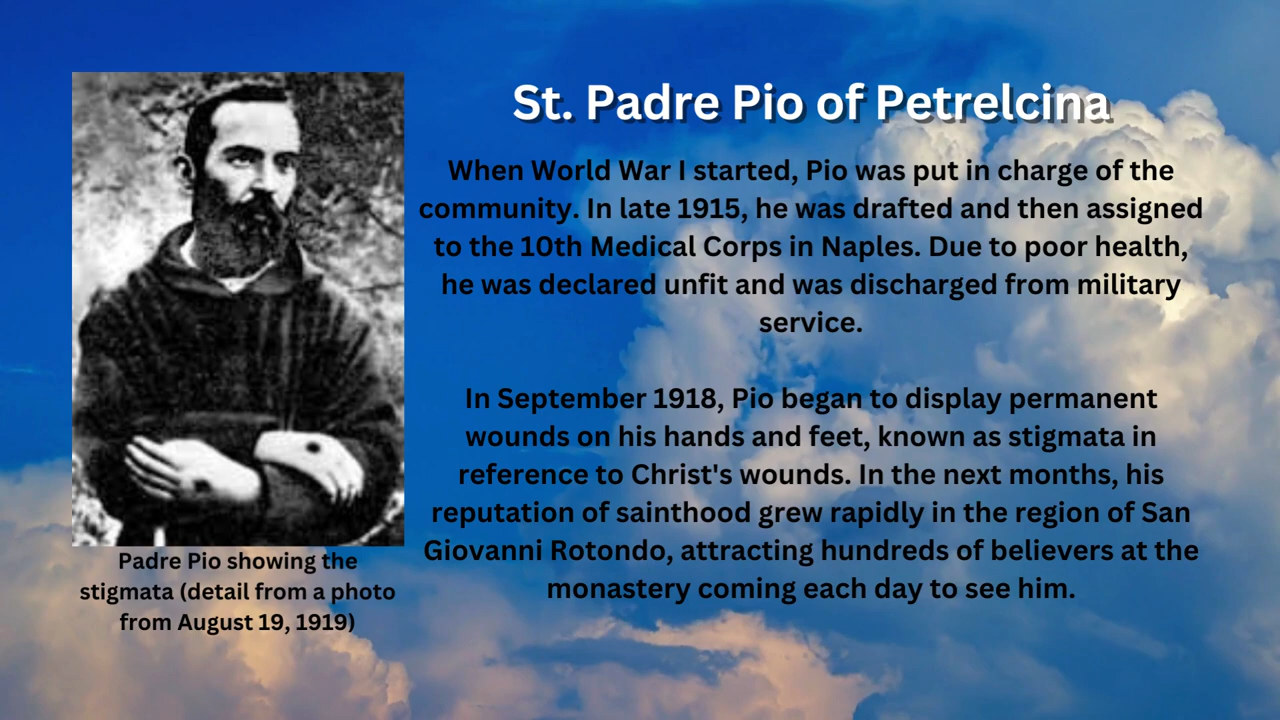 St. Padre Pio of Petrelcina
When World War I started, Pio was put in charge of the
community. In late 1915, he was drafted and then assigned
to the 10th Medical Corps in Naples. Due to poor health,
he was declared unfit and was discharged from military
service.
In September 1918, Pio began to display permanent
wounds on his hands and feet, known as stigmata in
reference to Christ's wounds. In the next months, his
reputation of sainthood grew rapidly in the region of San
Giovanni Rotondo, attracting hundreds of believers at the
monastery coming each day to see him.
Padre Pio showing the
stigmata (detail from a photo
from August 19, 1919)